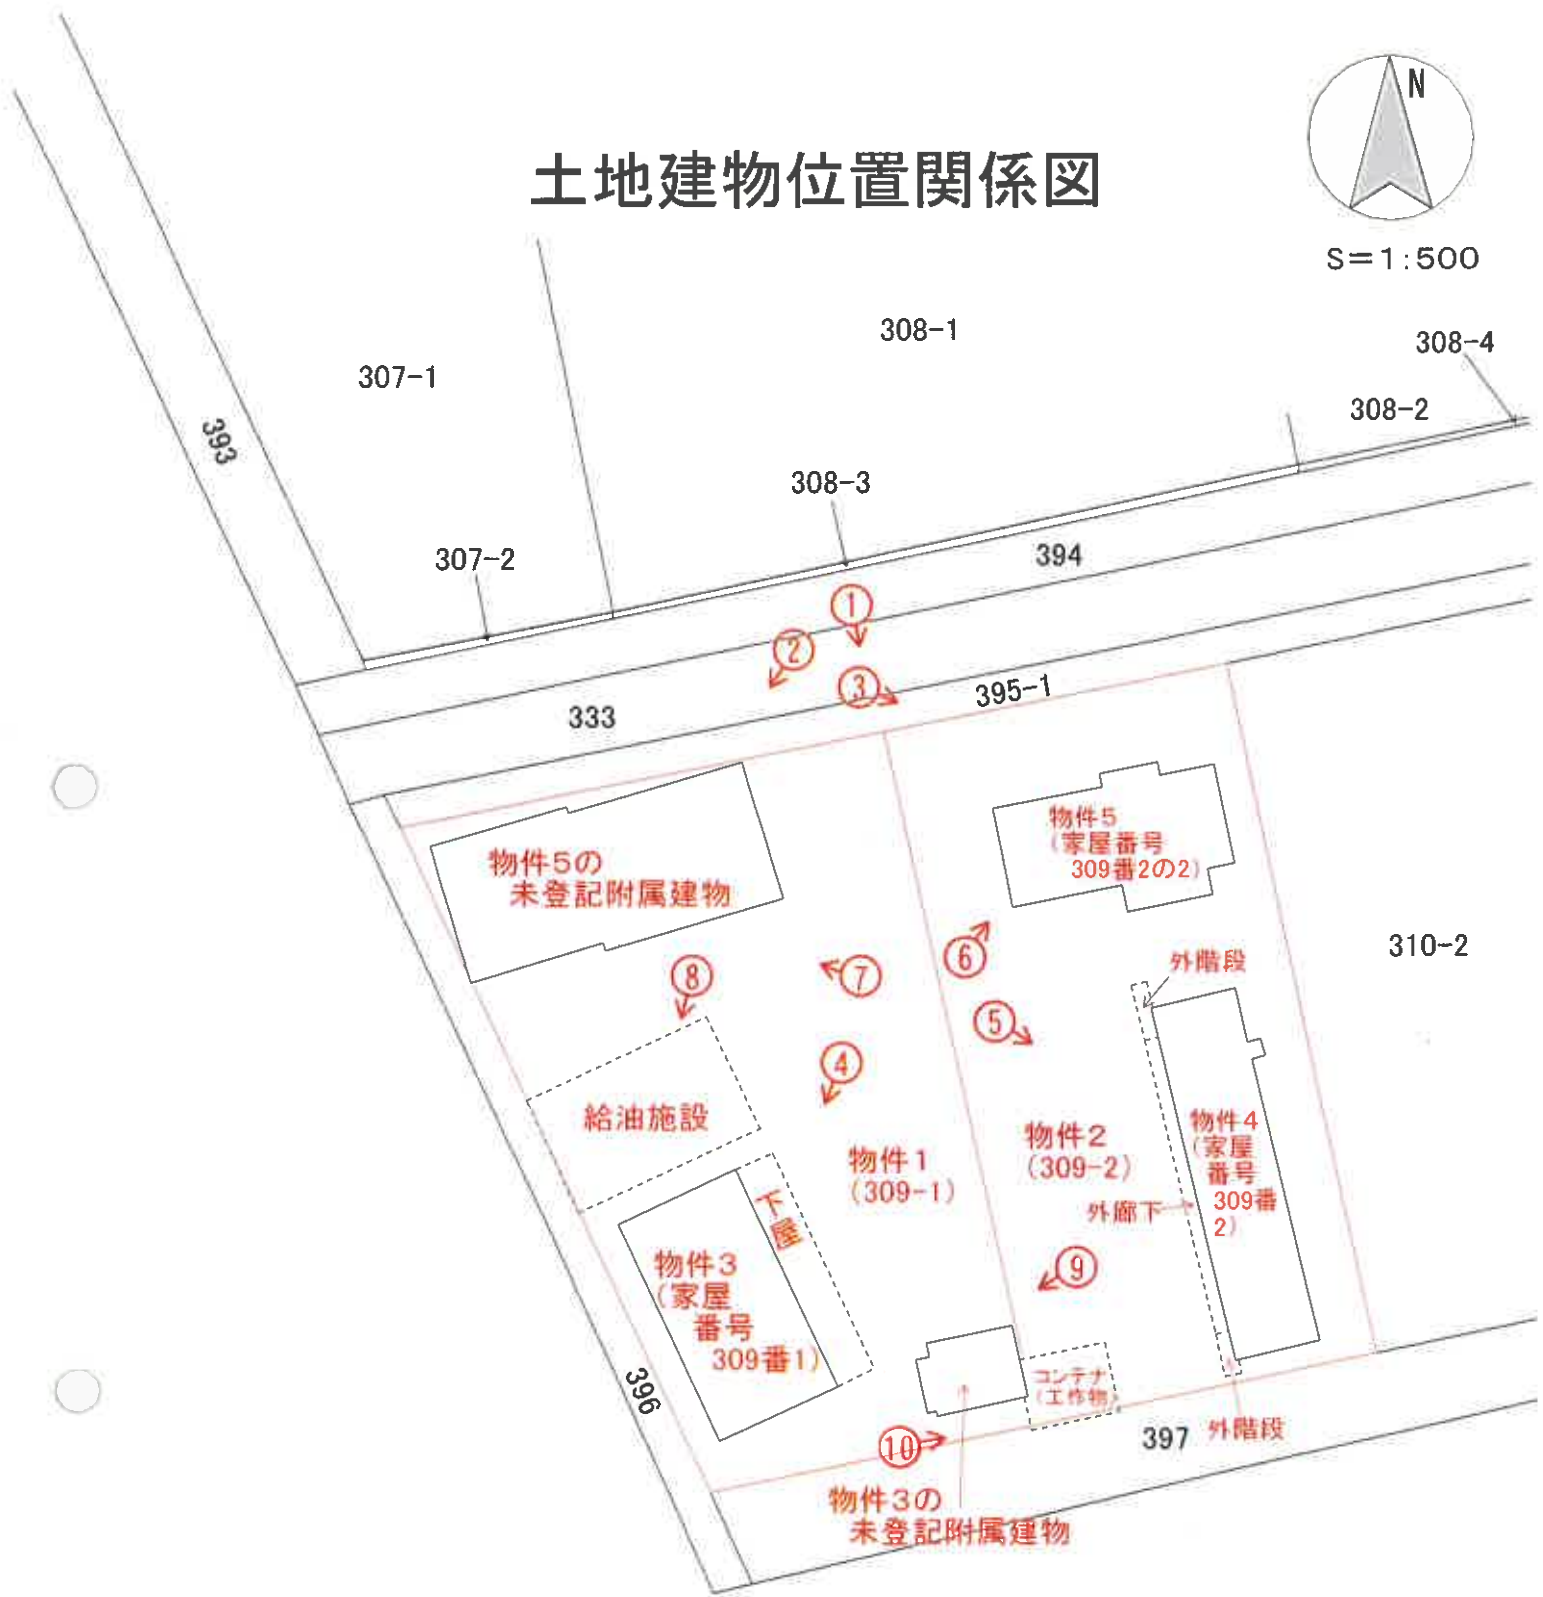 土地建物位置関係図
N
S=1:500
308-1
308-4
307-1
308-2
393
308-3
307-2
394
①
②
③
395-1
333
物件5
(家屋番号
309番2の2)
物件5の
未登記附属建物
310-2
⑥
外階段
⑧
⑦
⑤
④
給油施設
物件4
(家屋
番号
309番
2)
物件2
(309-2)
物件1
(309-1)
下屋
外廊下
物件3
(家屋
番号
309番1)
⑨
コンテナ
(工作物)
396
⑩
397
外階段
物件3の
未登記附属建物